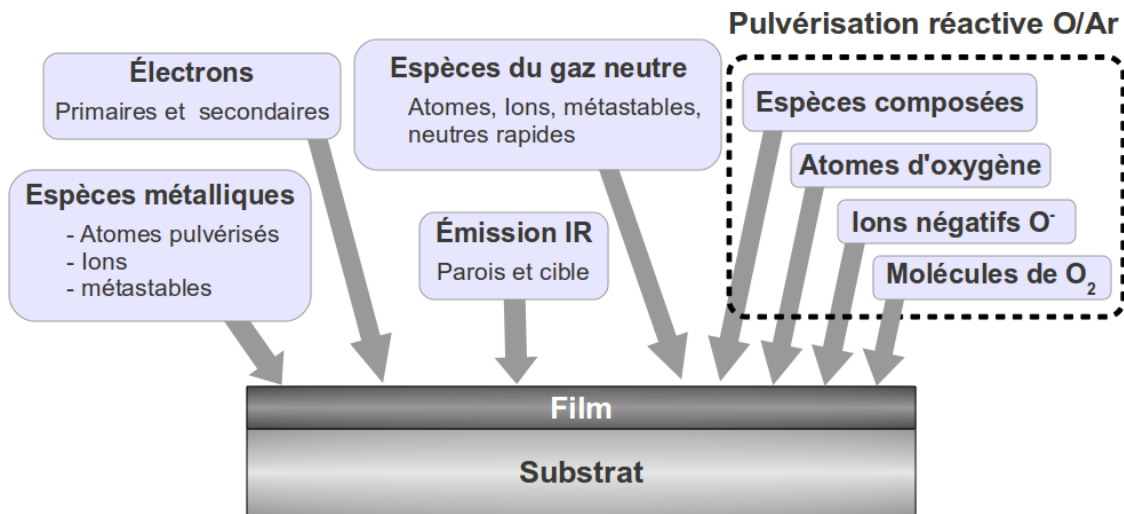 Pulvérisation réactive O/Ar
Électrons
Primaires et secondaires
Espèces du gaz neutre
Atomes, Ions, métastables,
neutres rapides
Espèces composées
Atomes d'oxygène
Ions négatifs O⁻
Molécules de O₂
Espèces métalliques
- Atomes pulvérisés
- Ions
- métastables
Émission IR
Parois et cible
Film
Substrat